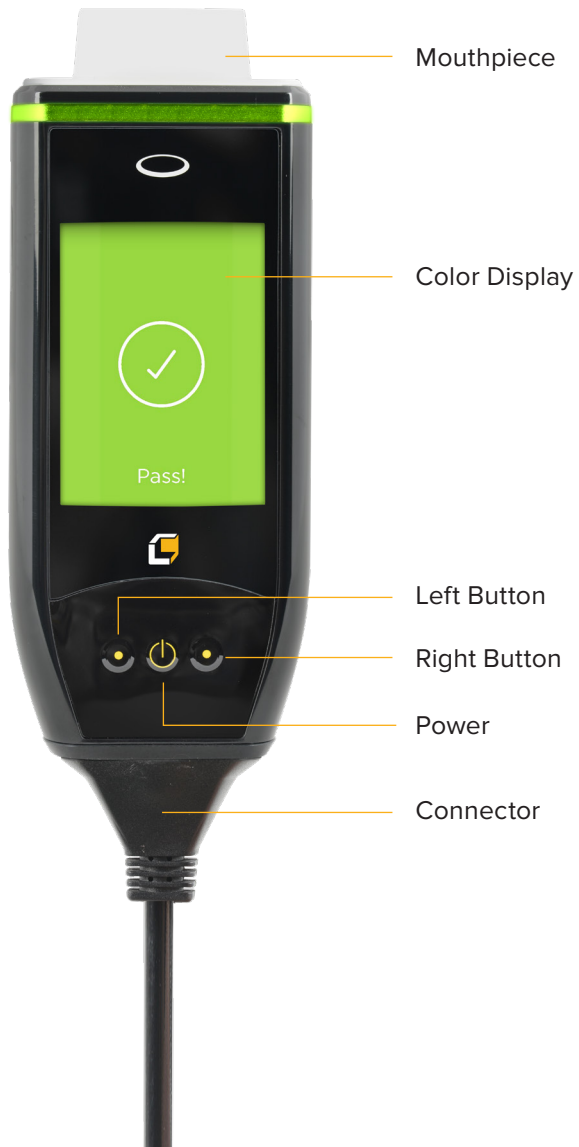 Mouthpiece
Color Display
Pass!
Left Button
Right Button
Power
Connector